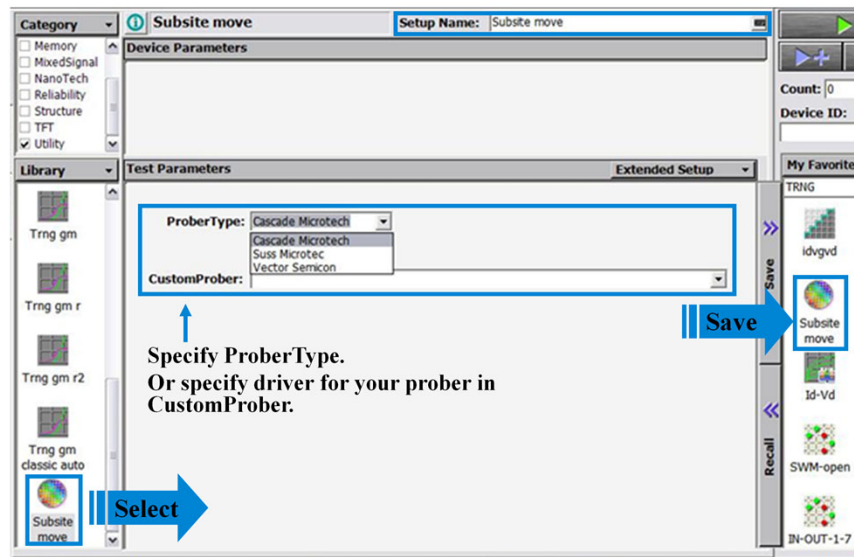 Category
Subsite move
Setup Name:
Subsite move
Memory
MixedSignal
NanoTech
Reliability
Structure
TFT
Utility
Device Parameters
Count: 0
Device ID:
Library
Test Parameters
Extended Setup
My Favorite
TRNG
Trng gm
Trng gm r
Trng gm r2
Trng gm
classic auto
Subsite
move
ProberType:
Cascade Microtech
Cascade Microtech
Suss Microtec
Vector Semicon
CustomProber:
Specify ProberType.
Or specify driver for your prober in
CustomProber.
Select
Save
Save
Recall
idvgvd
Subsite
move
Id-Vd
SWM-open
IN-OUT-1-7